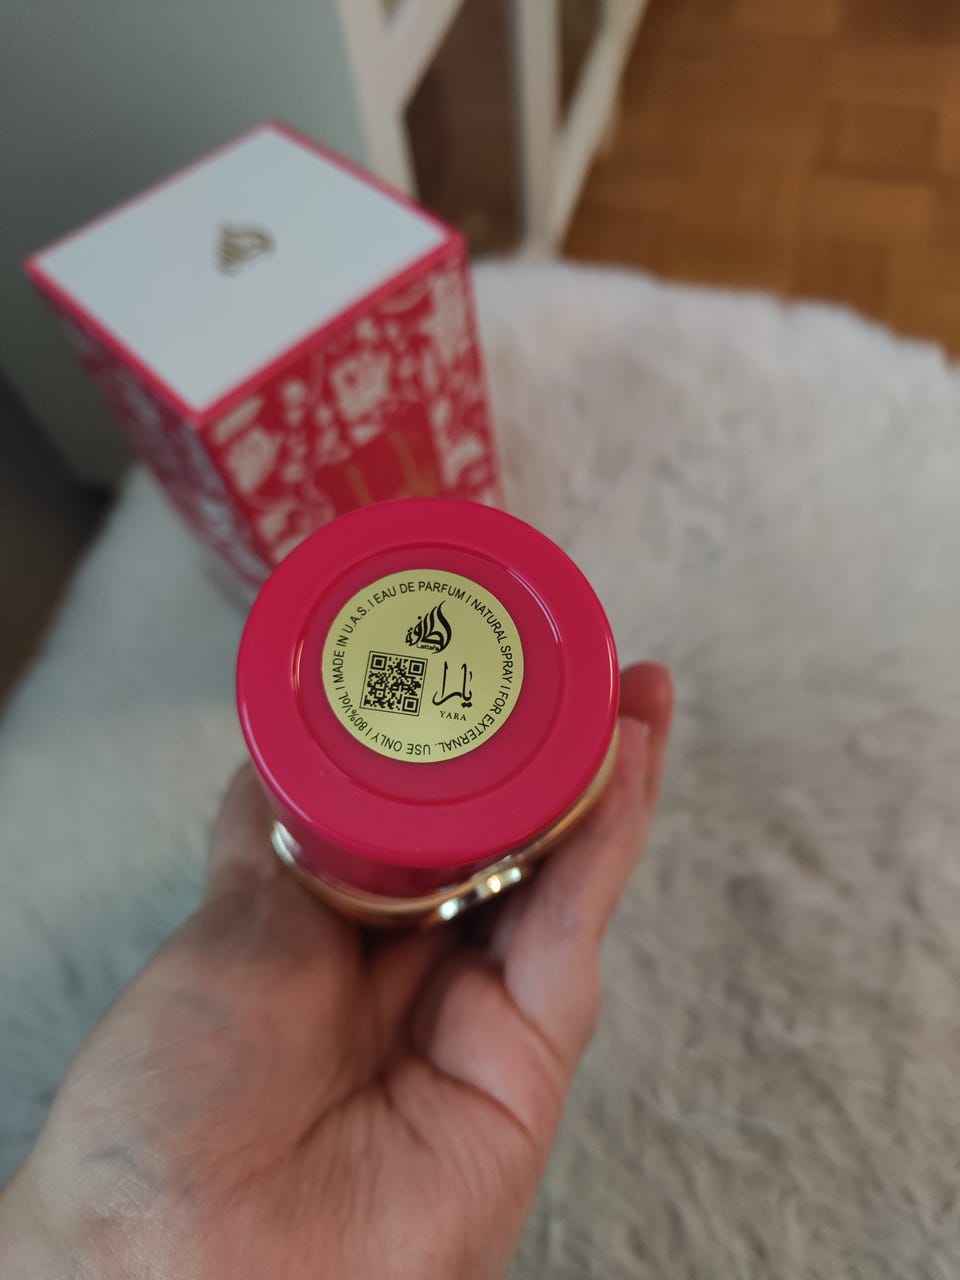 I EAU DE PARFUM I NATURAL SPRAY I FOR EXTERNAL. USE ONLY I 80%Vol. I MADE IN U.A.S.
لطافة
Lattafa
يارا
YARA